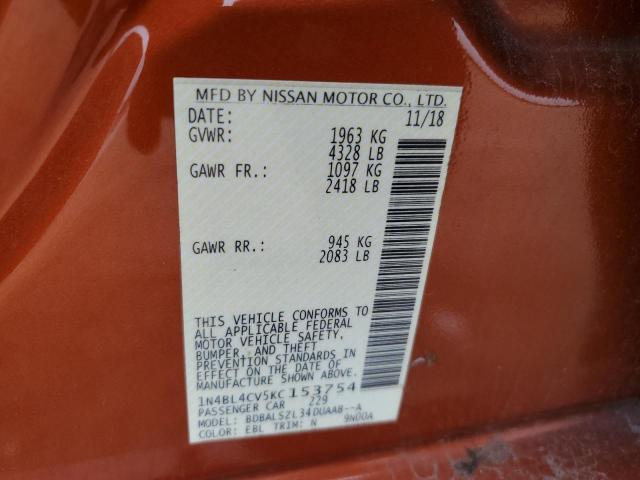 MFD BY NISSAN MOTOR CO., LTD.
DATE: 11/18
GVWR: 1963 KG
4328 LB
GAWR FR.: 1097 KG
2418 LB
GAWR RR.: 945 KG
2083 LB
THIS VEHICLE CONFORMS TO
ALL APPLICABLE FEDERAL
MOTOR VEHICLE SAFETY,
BUMPER, AND THEFT
PREVENTION STANDARDS IN
EFFECT ON THE DATE OF
MANUFACTURE SHOWN ABOVE.
1N4BL4CV5KC153754
PASSENGER CAR 229
MODEL: BDBALSZL34DUAAB--A
COLOR: EBL TRIM: N 9N00A